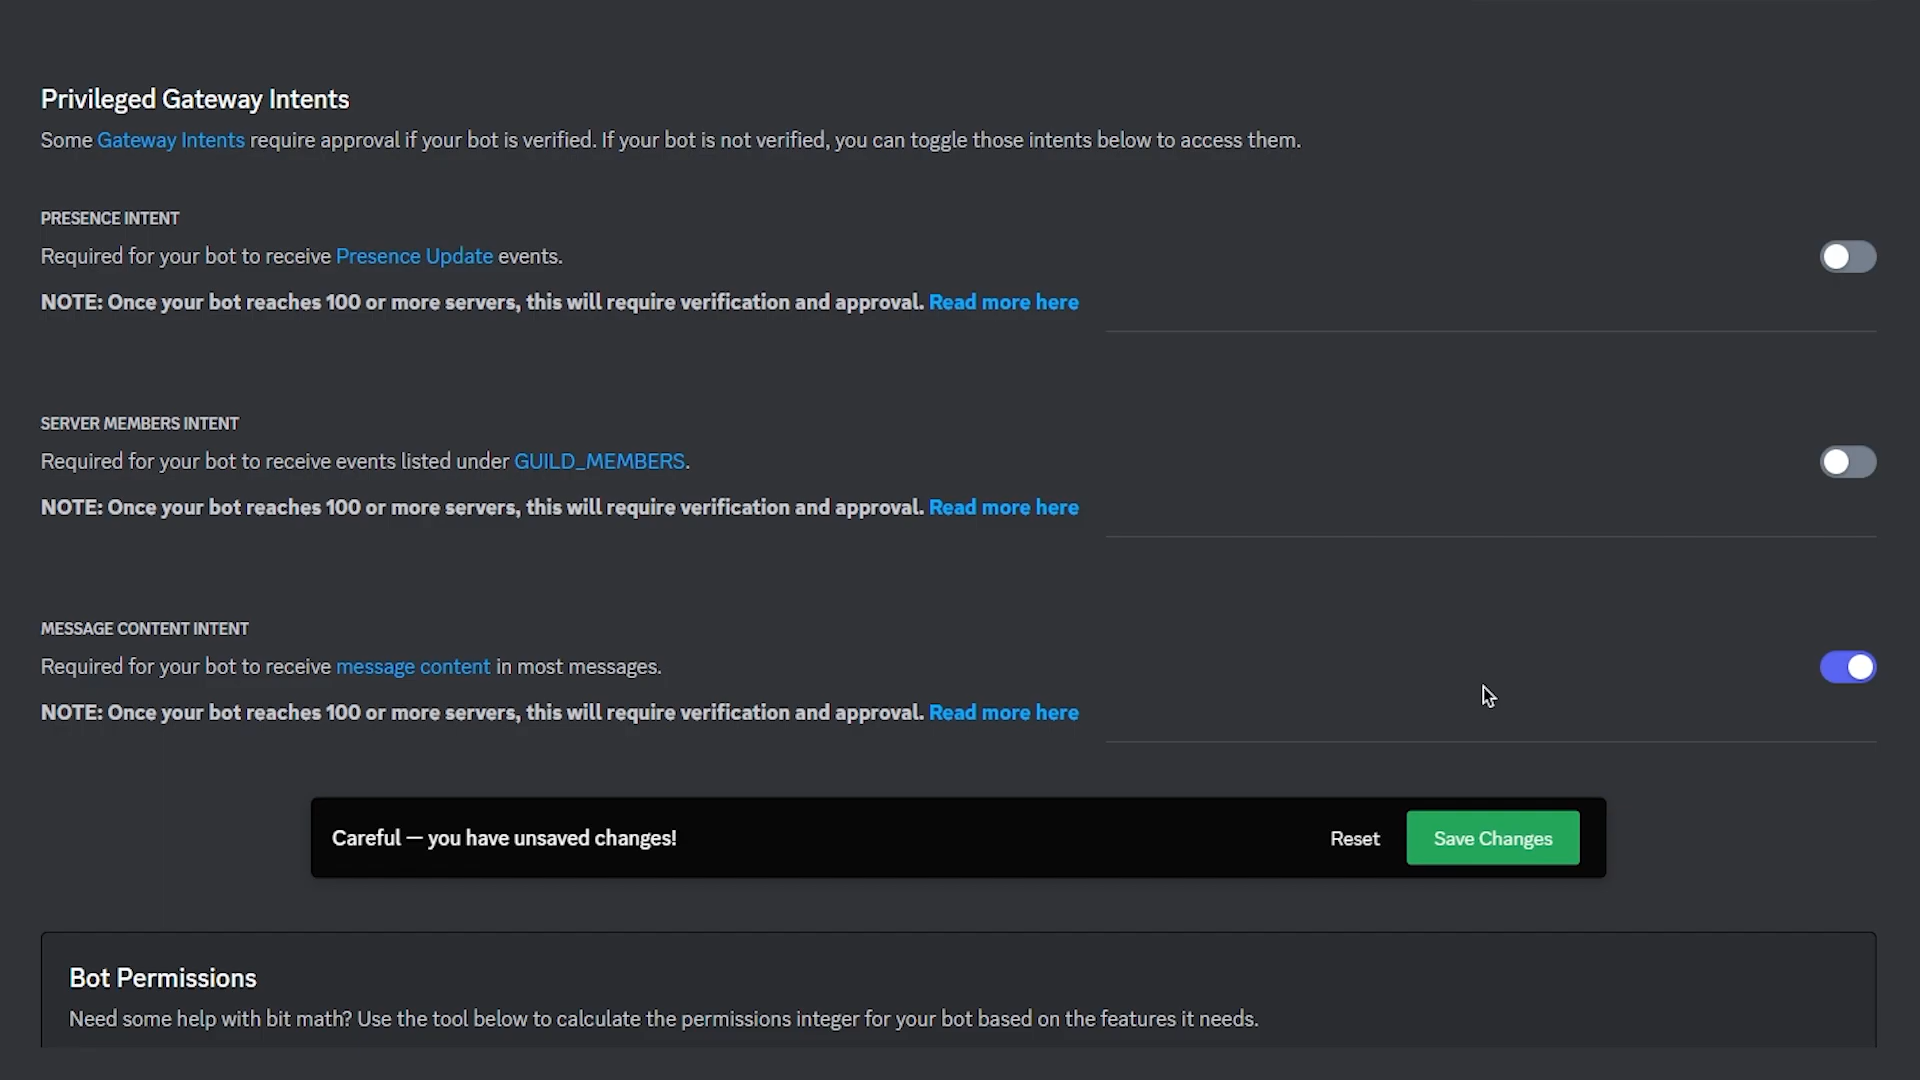 Privileged Gateway Intents
Some Gateway Intents require approval if your bot is verified. If your bot is not verified, you can toggle those intents below to access them.
PRESENCE INTENT
Required for your bot to receive Presence Update events.
NOTE: Once your bot reaches 100 or more servers, this will require verification and approval. Read more here
SERVER MEMBERS INTENT
Required for your bot to receive events listed under GUILD_MEMBERS.
NOTE: Once your bot reaches 100 or more servers, this will require verification and approval. Read more here
MESSAGE CONTENT INTENT
Required for your bot to receive message content in most messages.
NOTE: Once your bot reaches 100 or more servers, this will require verification and approval. Read more here
Careful — you have unsaved changes! Reset Save Changes
Bot Permissions
Need some help with bit math? Use the tool below to calculate the permissions integer for your bot based on the features it needs.